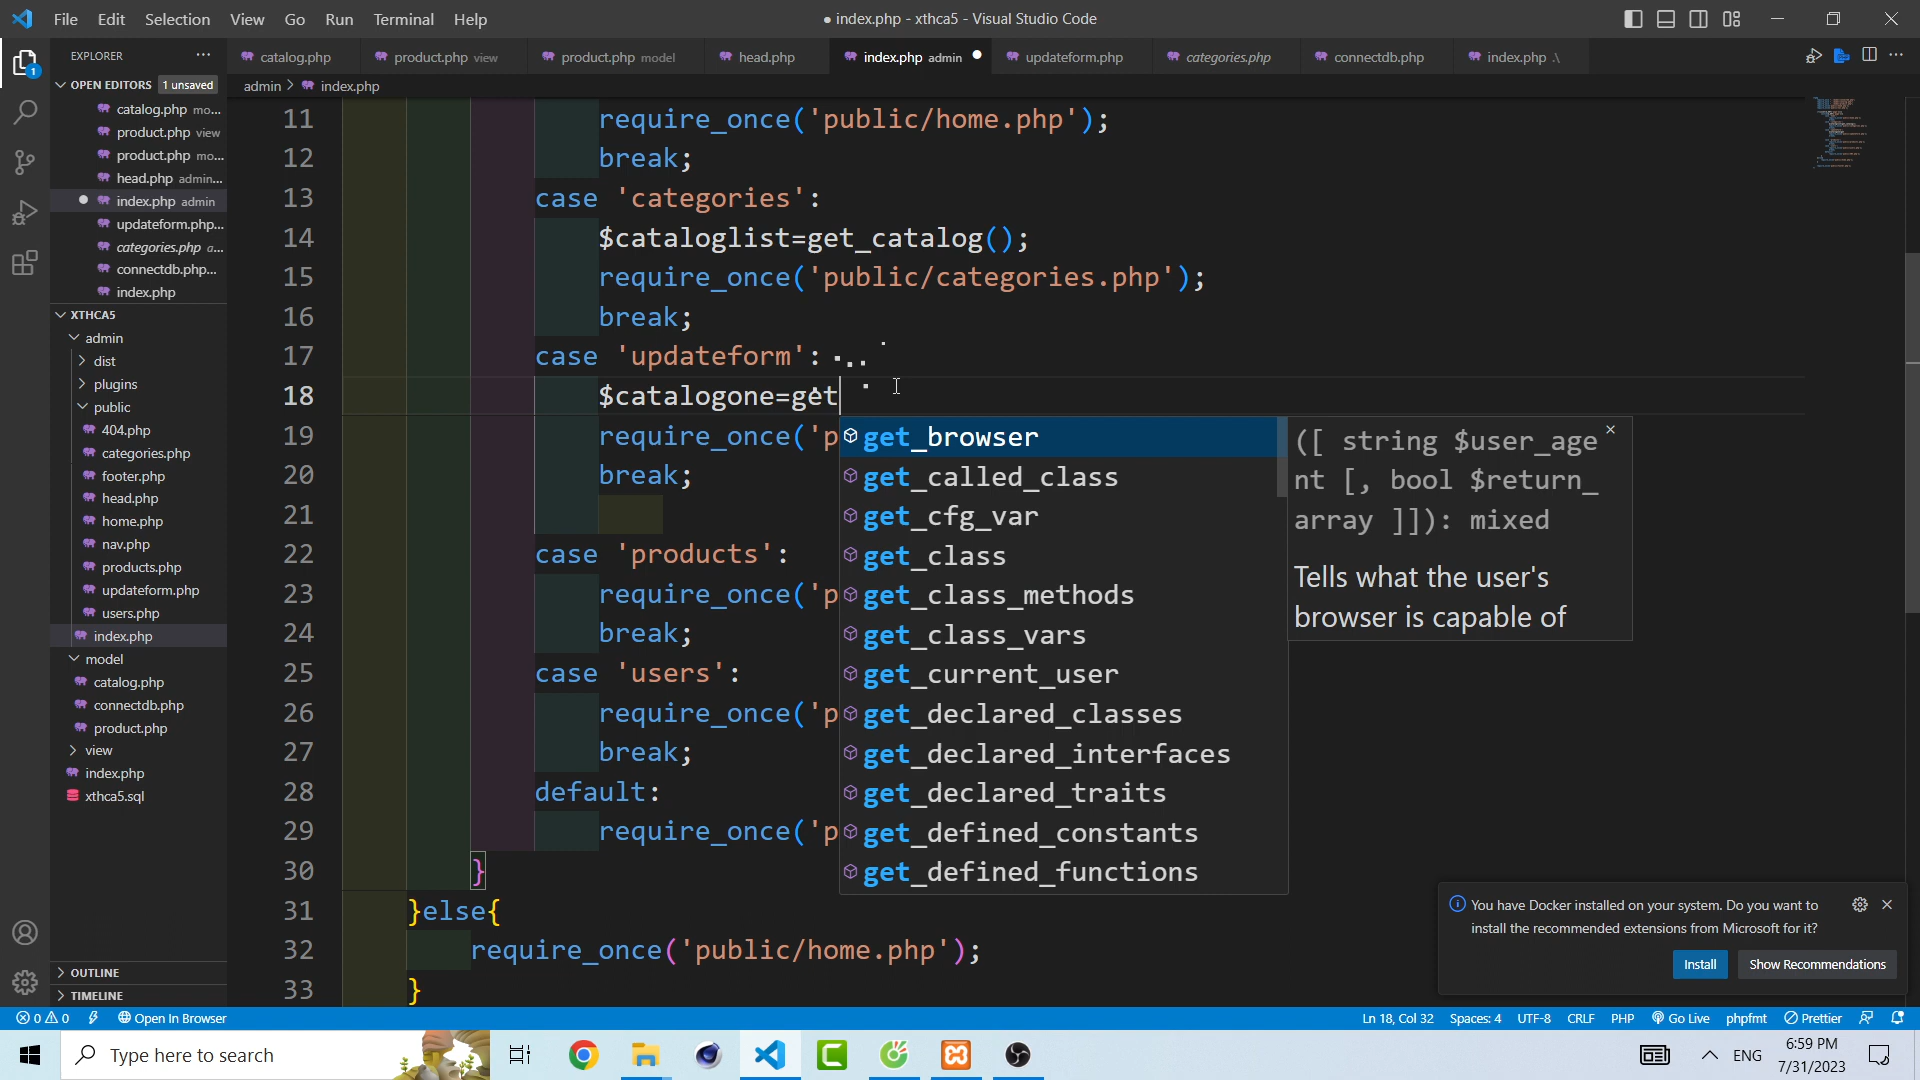 File Edit Selection View Go Run Terminal Help
● index.php - xthca5 - Visual Studio Code
EXPLORER ···
catalog.php
product.php view
product.php model
head.php
index.php admin
updateform.php
categories.php
connectdb.php
index.php .\
OPEN EDITORS 1 unsaved
admin > index.php
catalog.php mo...
product.php view
product.php mo...
head.php admin...
index.php admin
updateform.php...
categories.php a...
connectdb.php...
index.php
XTHCA5
admin
dist
plugins
public
404.php
categories.php
footer.php
head.php
home.php
nav.php
products.php
updateform.php
users.php
index.php
model
catalog.php
connectdb.php
product.php
view
index.php
xthca5.sql
OUTLINE
TIMELINE
11 require_once('public/home.php');
12 break;
13 case 'categories':
14 $cataloglist=get_catalog();
15 require_once('public/categories.php');
16 break;
17 case 'updateform':
18 $catalogone=get
19 require_once('p
20 break;
21
22 case 'products':
23 require_once('p
24 break;
25 case 'users':
26 require_once('p
27 break;
28 default:
29 require_once('p
30 }
31 }else{
32 require_once('public/home.php');
33 }
get_browser
get_called_class
get_cfg_var
get_class
get_class_methods
get_class_vars
get_current_user
get_declared_classes
get_declared_interfaces
get_declared_traits
get_defined_constants
get_defined_functions
([ string $user_age
nt [, bool $return_
array ]]): mixed
Tells what the user's
browser is capable of
You have Docker installed on your system. Do you want to
install the recommended extensions from Microsoft for it?
Install Show Recommendations
0 0 Open In Browser
Ln 18, Col 32 Spaces: 4 UTF-8 CRLF PHP Go Live phpfmt Prettier
Type here to search
ENG
6:59 PM
7/31/2023